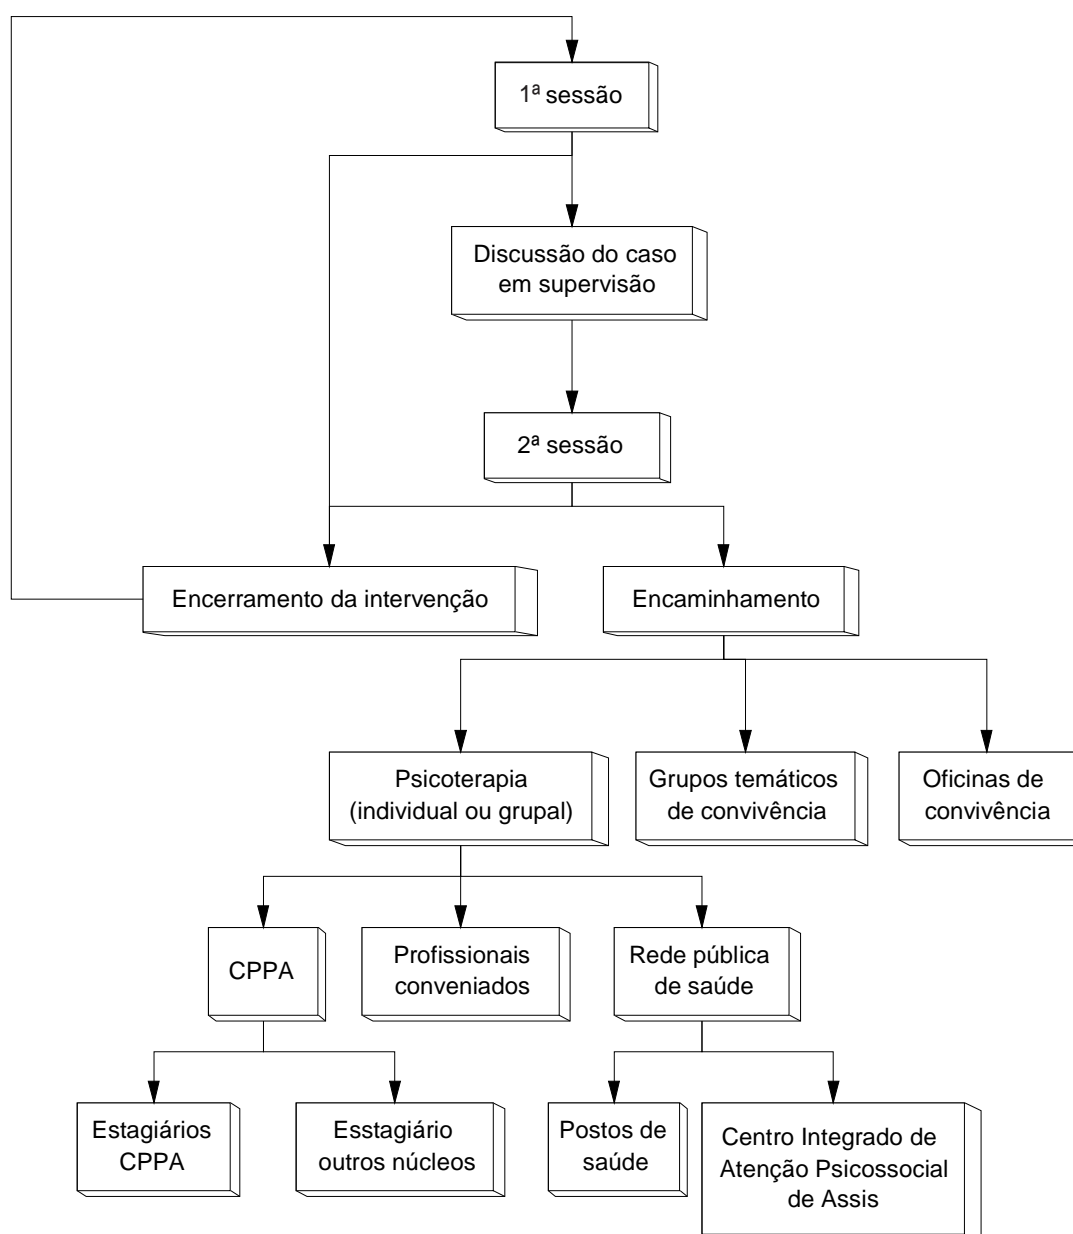 1ª sessão
Discussão do caso
em supervisão
2ª sessão
Encerramento da intervenção
Encaminhamento
Psicoterapia
(individual ou grupal)
Grupos temáticos
de convivência
Oficinas de
convivência
CPPA
Profissionais
conveniados
Rede pública
de saúde
Estagiários
CPPA
Esstagiário
outros núcleos
Postos de
saúde
Centro Integrado de
Atenção Psicossocial
de Assis